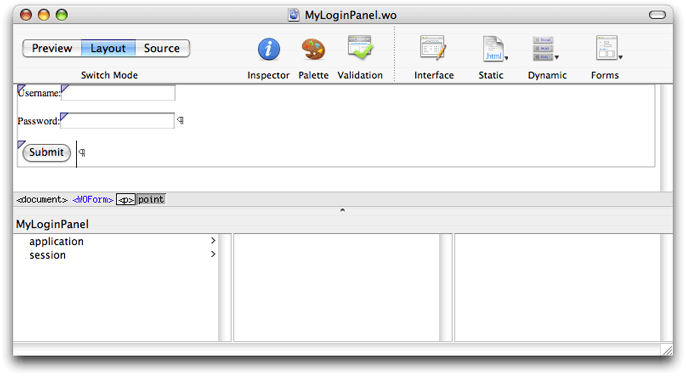 MyLoginPanel.wo
Preview Layout Source
Switch Mode Inspector Palette Validation Interface Static Dynamic Forms
.html
Username:
Password: ¶
Submit ¶
<document> <WOForm> <p> point
MyLoginPanel
application >
session >